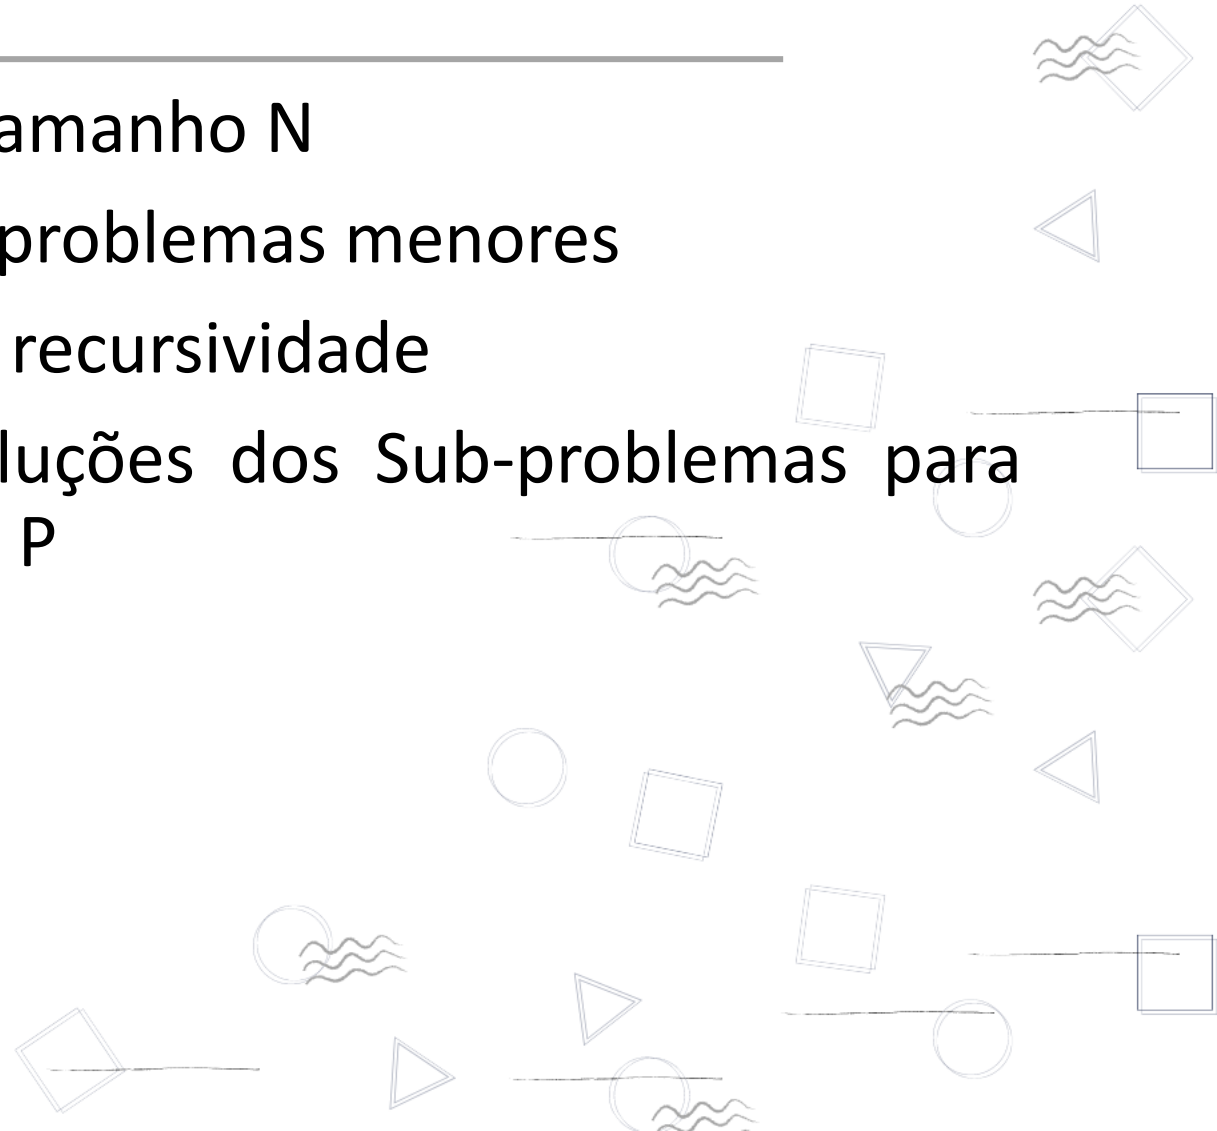 amanho N
problemas menores
recursividade
luções dos Sub-problemas para
P